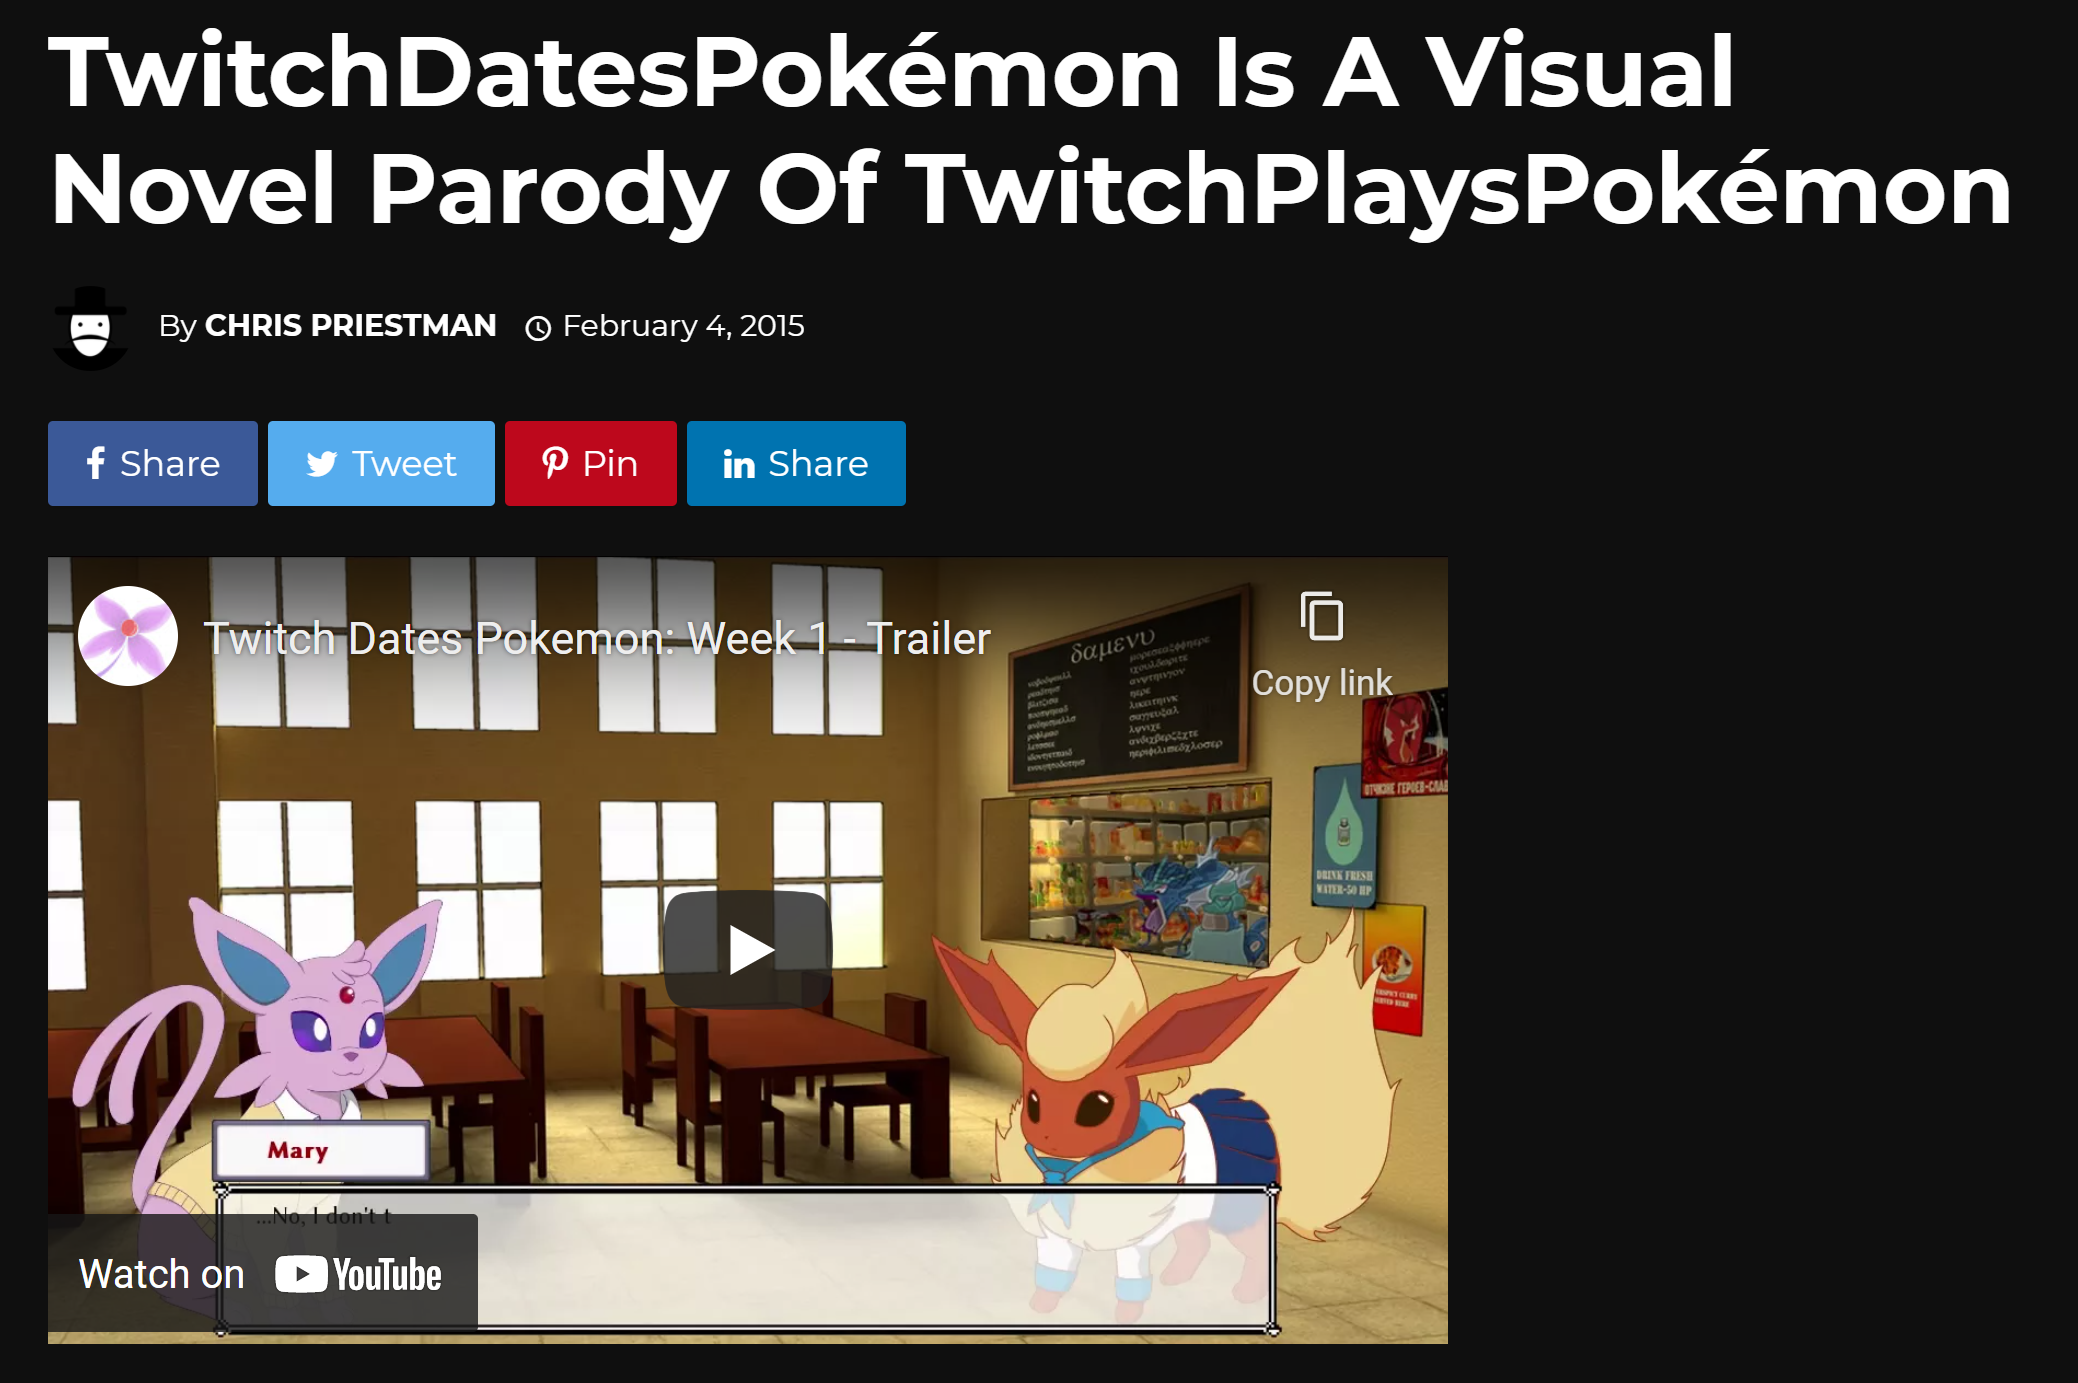 TwitchDatesPokémon Is A Visual
Novel Parody Of TwitchPlaysPokémon
By CHRIS PRIESTMAN February 4, 2015
Share Tweet Pin Share
Twitch Dates Pokemon: Week 1 - Trailer
Copy link
δαμενυ
DRINK FRESH
WATER-50 HP
Mary
...No, I don't t
Watch on YouTube